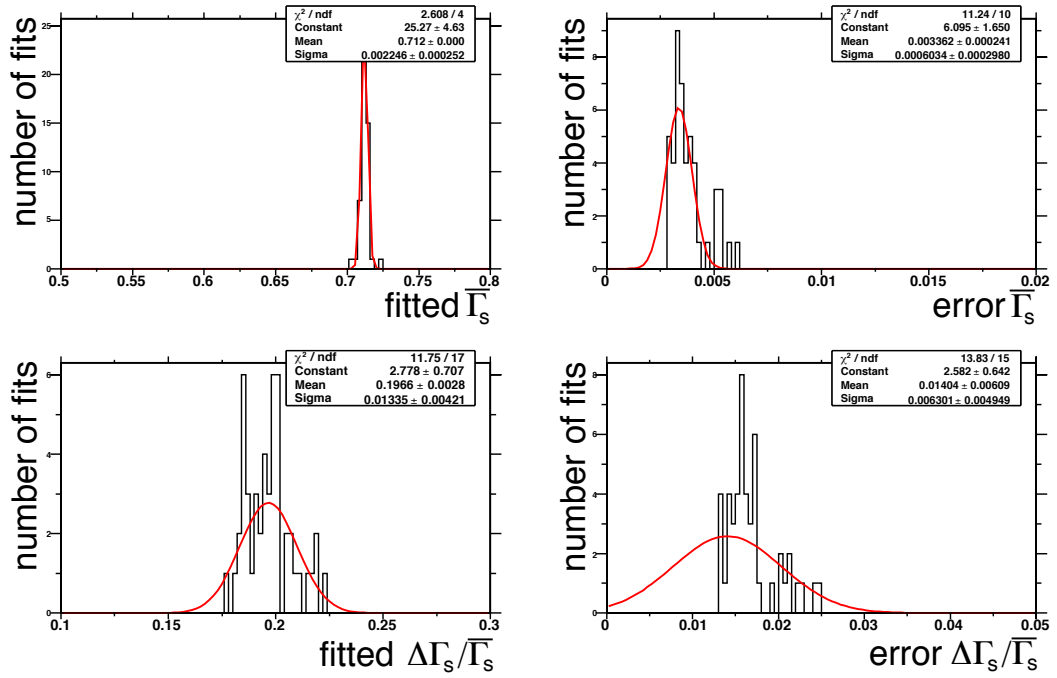 χ² / ndf 2.608 / 4
Constant 25.27 ± 4.63
Mean 0.712 ± 0.000
Sigma 0.002246 ± 0.000252
number of fits
25
20
15
10
5
0
0.5 0.55 0.6 0.65 0.7 0.75 0.8
fitted Γ̅s
χ² / ndf 11.24 / 10
Constant 6.095 ± 1.650
Mean 0.003362 ± 0.000241
Sigma 0.0006034 ± 0.0002980
number of fits
8
6
4
2
0
0 0.005 0.01 0.015 0.02
error Γ̅s
χ² / ndf 11.75 / 17
Constant 2.778 ± 0.707
Mean 0.1966 ± 0.0028
Sigma 0.01335 ± 0.00421
number of fits
6
5
4
3
2
1
0
0.1 0.15 0.2 0.25 0.3
fitted ΔΓs/Γ̅s
χ² / ndf 13.83 / 15
Constant 2.582 ± 0.642
Mean 0.01404 ± 0.00609
Sigma 0.006301 ± 0.004949
number of fits
8
6
4
2
0
0 0.01 0.02 0.03 0.04 0.05
error ΔΓs/Γ̅s